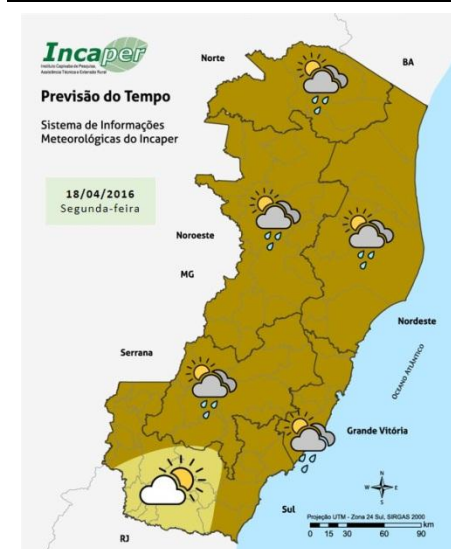 Incaper
Instituto Capixaba de Pesquisa,
Assistência Técnica e Extensão Rural
Previsão do Tempo
Sistema de Informações
Meteorológicas do Incaper
18/04/2016
Segunda-feira
Norte
BA
Noroeste
MG
Nordeste
OCEANO ATLÂNTICO
Serrana
Grande Vitória
Sul
RJ
N
W
E
S
Projeção UTM - Zona 24 Sul, SIRGAS 2000
0 15 30 60 90
km